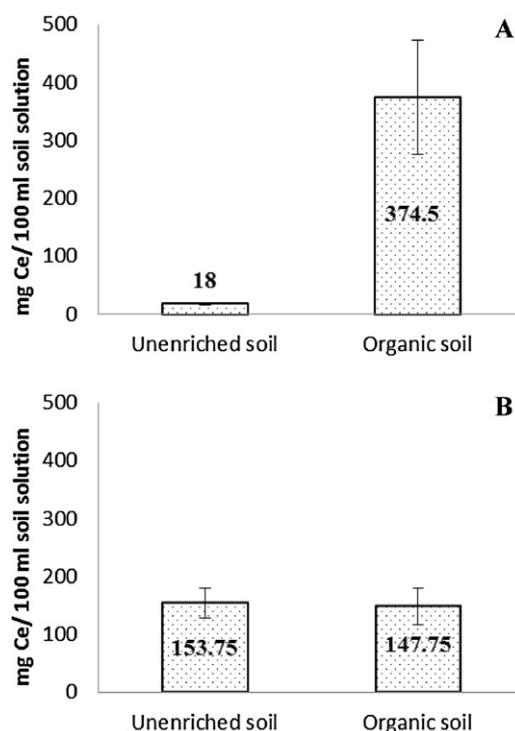 A
mg Ce/ 100 ml soil solution
500
400
300
200
100
0
18
374.5
Unenriched soil
Organic soil
B
mg Ce/ 100 ml soil solution
500
400
300
200
100
0
153.75
147.75
Unenriched soil
Organic soil